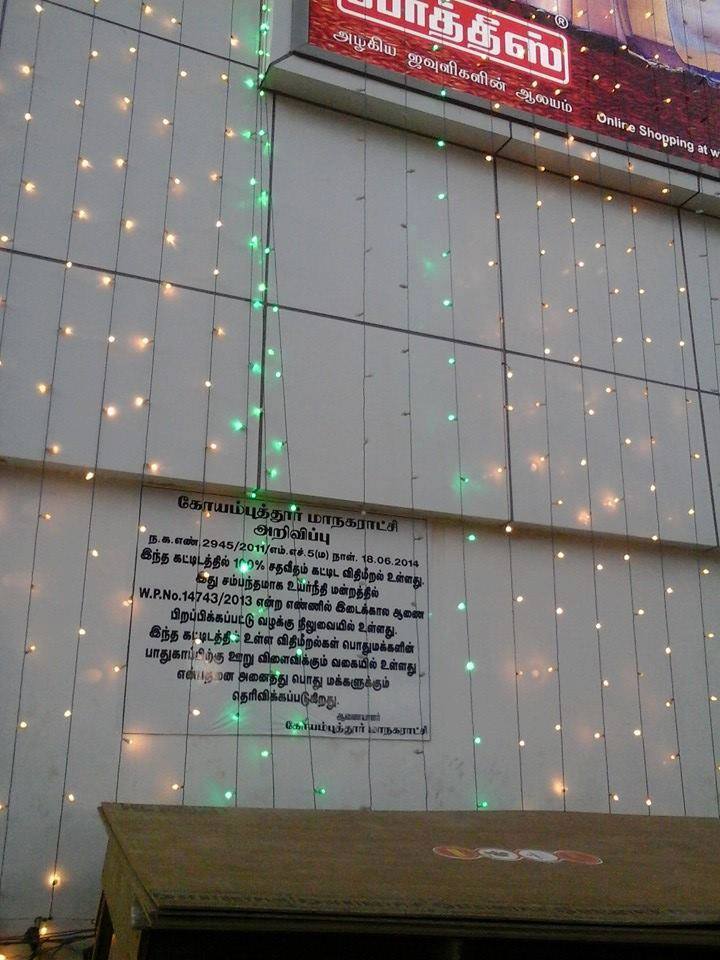 போத்தீஸ் ®
அழகிய ஜவுளிகளின் ஆலயம்
Online Shopping at w
கோயம்புத்தூர் மாநகராட்சி
அறிவிப்பு
ந.க.எண்.2945/2011/எம்.எச்.5(ம) நாள். 18.06.2014
இந்த கட்டிடத்தில் 100% சதவீதம் கட்டிட விதிமீறல் உள்ளது.
இது சம்பந்தமாக உயர்நீதி மன்றத்தில்
W.P.No.14743/2013 என்ற எண்ணில் இடைக்கால ஆணை
பிறப்பிக்கப்பட்டு வழக்கு நிலுவையில் உள்ளது.
இந்த கட்டிடத்தில் உள்ள விதிமீறல்கள் பொதுமக்களின்
பாதுகாப்பிற்கு ஊறு விளைவிக்கும் வகையில் உள்ளது
என்பதனை அனைத்து பொது மக்களுக்கும்
தெரிவிக்கப்படுகிறது.
ஆணையாளர்
கோயம்புத்தூர் மாநகராட்சி